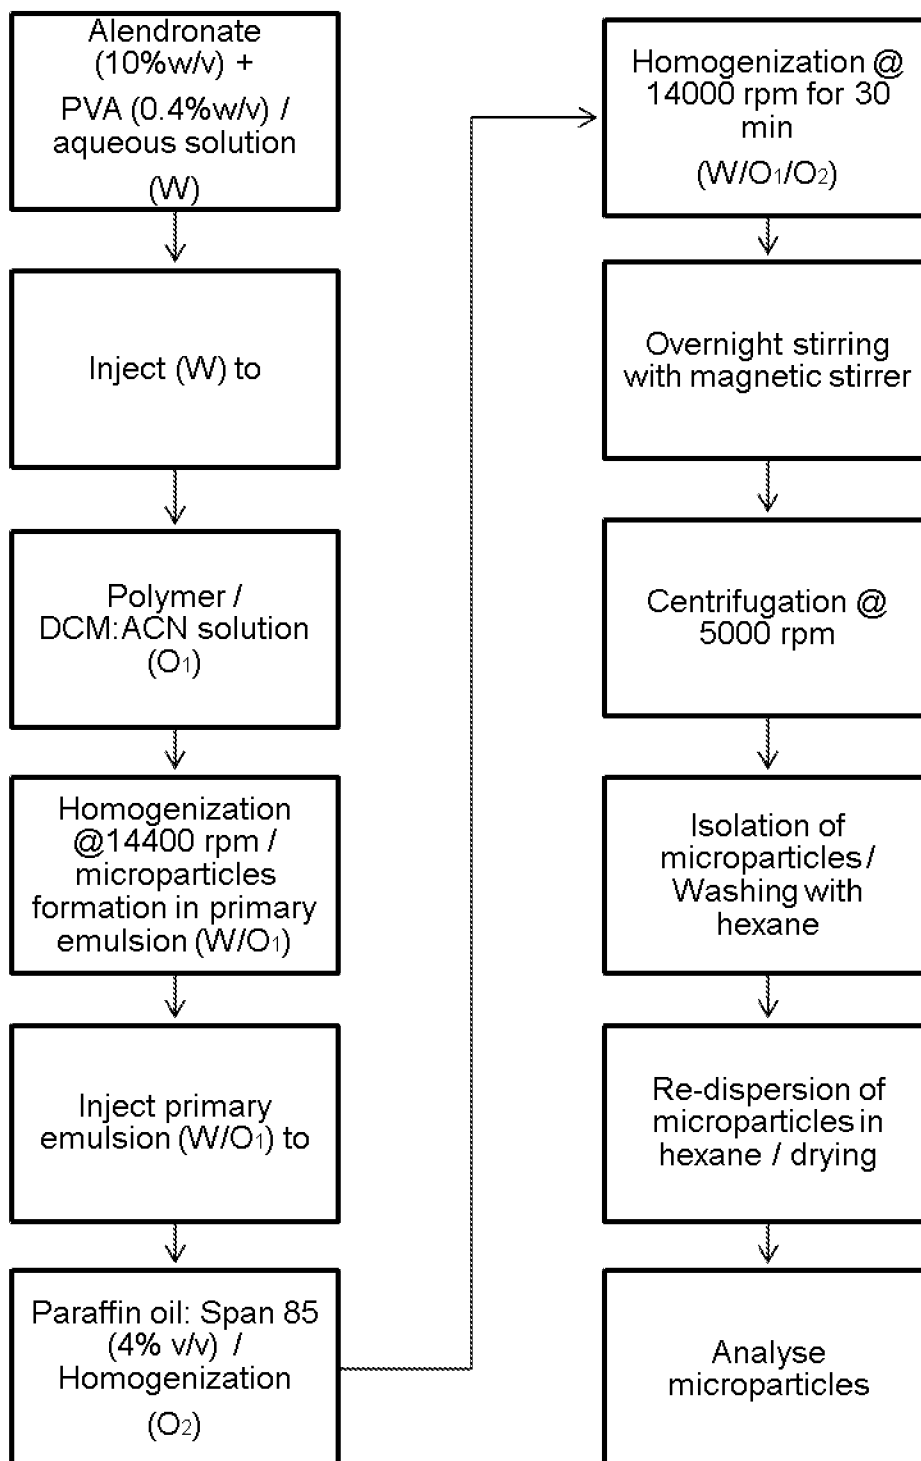 Alendronate
(10%w/v) +
PVA (0.4%w/v) /
aqueous solution
(W)
Inject (W) to
Polymer /
DCM:ACN solution
(O₁)
Homogenization
@14400 rpm /
microparticles
formation in primary
emulsion (W/O₁)
Inject primary
emulsion (W/O₁) to
Paraffin oil: Span 85
(4% v/v) /
Homogenization
(O₂)
Homogenization @
14000 rpm for 30
min
(W/O₁/O₂)
Overnight stirring
with magnetic stirrer
Centrifugation @
5000 rpm
Isolation of
microparticles /
Washing with
hexane
Re-dispersion of
microparticles in
hexane / drying
Analyse
microparticles